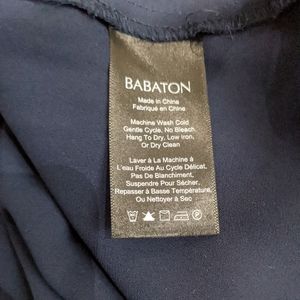 BABATON
Made in China
Fabriqué en Chine
Machine Wash Cold
Gentle Cycle, No Bleach,
Hang To Dry, Low Iron,
Or Dry Clean
Laver à La Machine à
L'eau Froide Au Cycle Délicat,
Pas De Blanchiment,
Suspendre Pour Sécher,
Repasser à Basse Température,
Ou Nettoyer à Sec